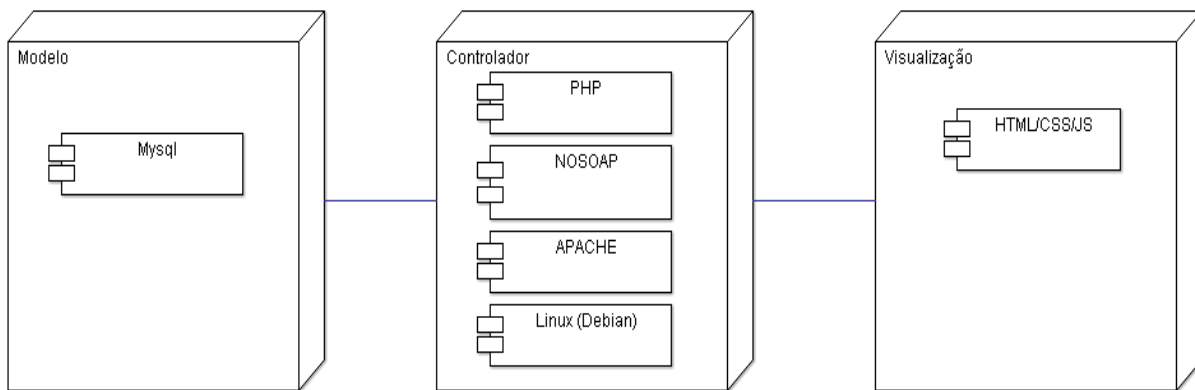 Modelo
Mysql
Controlador
PHP
NOSOAP
APACHE
Linux (Debian)
Visualização
HTML/CSS/JS